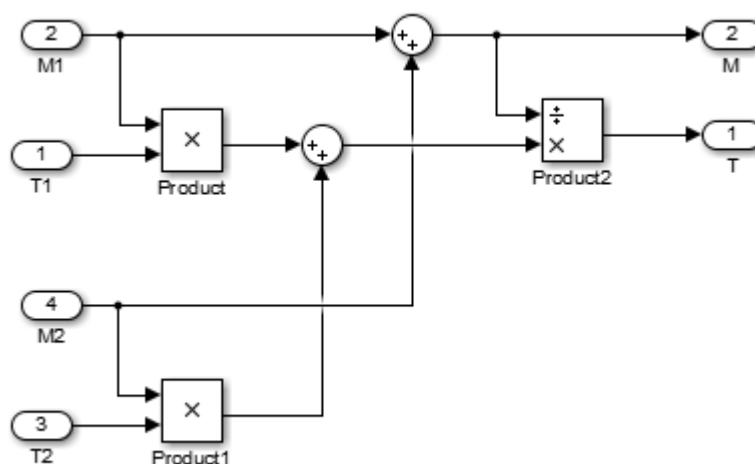 2
M1
+
+
2
M
1
T1
×
Product
+
+
÷
×
Product2
1
T
4
M2
3
T2
×
Product1